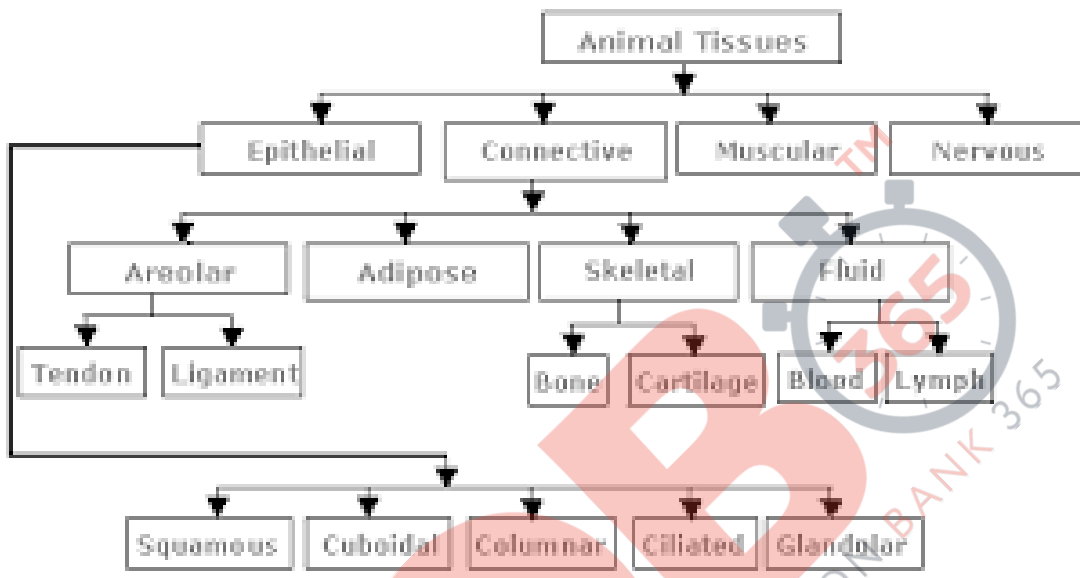 Animal Tissues
Epithelial Connective Muscular Nervous
Areolar Adipose Skeletal Fluid
Tendon Ligament Bone Cartilage Blood Lymph
Squamous Cuboidal Columnar Ciliated Glandular
TM
365
BANK 365